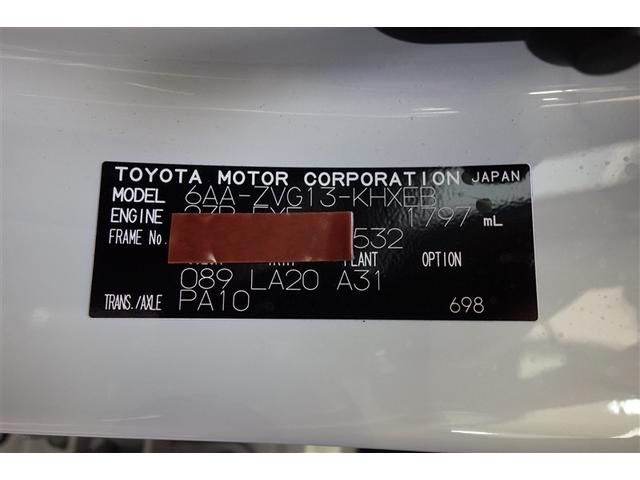 TOYOTA MOTOR CORPORATION JAPAN
MODEL 6AA-ZVG13-KHXEB
ENGINE 1797 mL
FRAME No. 532
PLANT OPTION
089 LA20 A31
TRANS./AXLE PA10 698